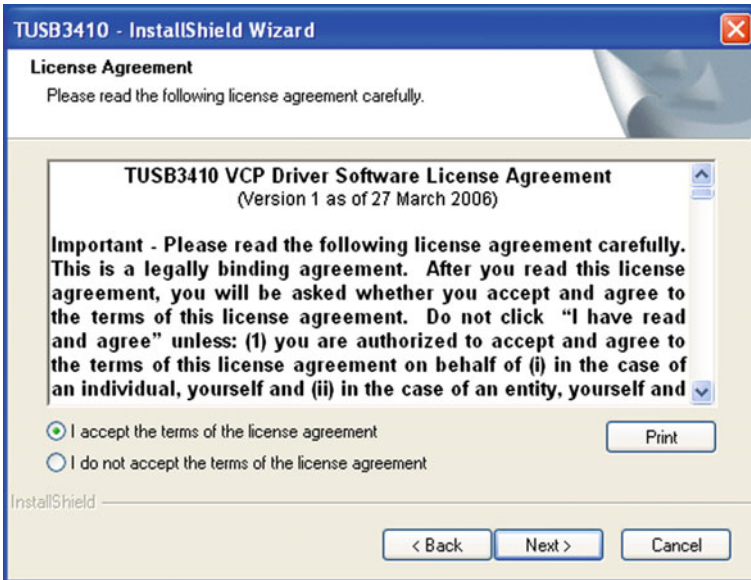 TUSB3410 - InstallShield Wizard
License Agreement
Please read the following license agreement carefully.
TUSB3410 VCP Driver Software License Agreement
(Version 1 as of 27 March 2006)
Important - Please read the following license agreement carefully.
This is a legally binding agreement. After you read this license
agreement, you will be asked whether you accept and agree to
the terms of this license agreement. Do not click “I have read
and agree” unless: (1) you are authorized to accept and agree to
the terms of this license agreement on behalf of (i) in the case of
an individual, yourself and (ii) in the case of an entity, yourself and
I accept the terms of the license agreement
Print
I do not accept the terms of the license agreement
InstallShield
< Back
Next >
Cancel